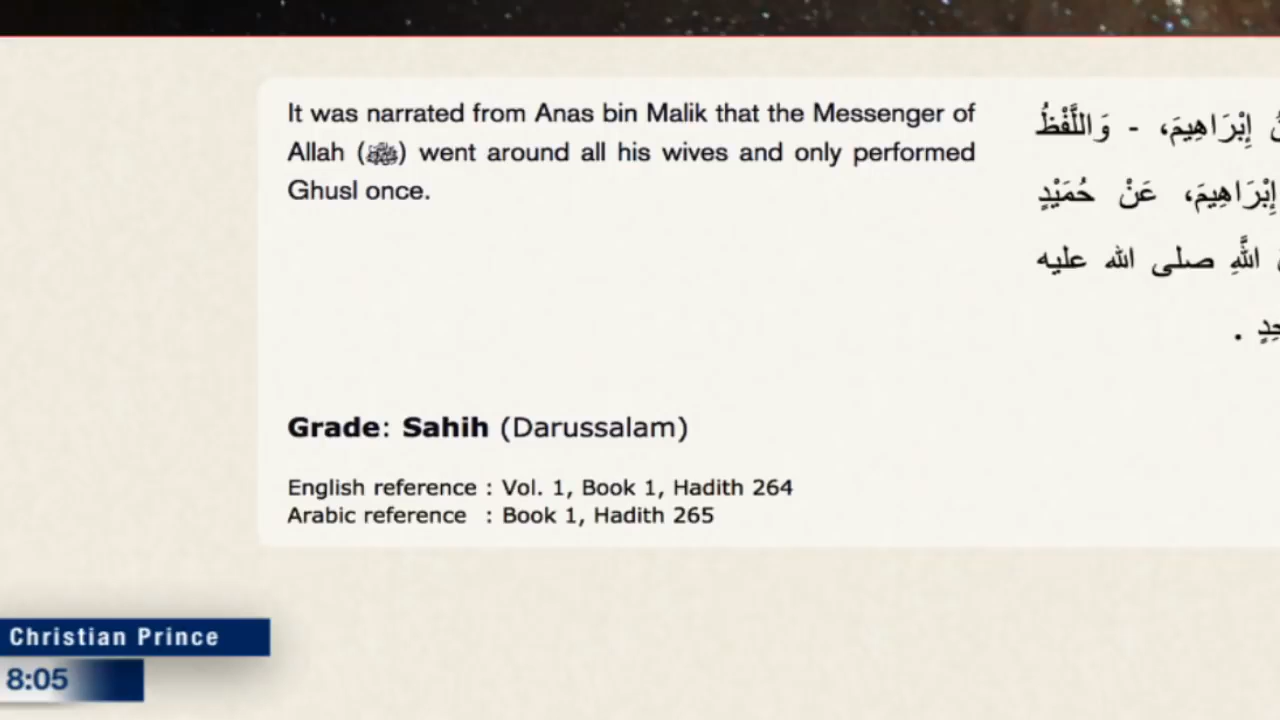 It was narrated from Anas bin Malik that the Messenger of
Allah (ﷺ) went around all his wives and only performed
Ghusl once.
إِبْرَاهِيمَ، - وَاللَّفْظُ
إِبْرَاهِيمَ، عَنْ حُمَيْدٍ
اللَّهِ صلى الله عليه
.
Grade: Sahih (Darussalam)
English reference : Vol. 1, Book 1, Hadith 264
Arabic reference : Book 1, Hadith 265
Christian Prince
8:05